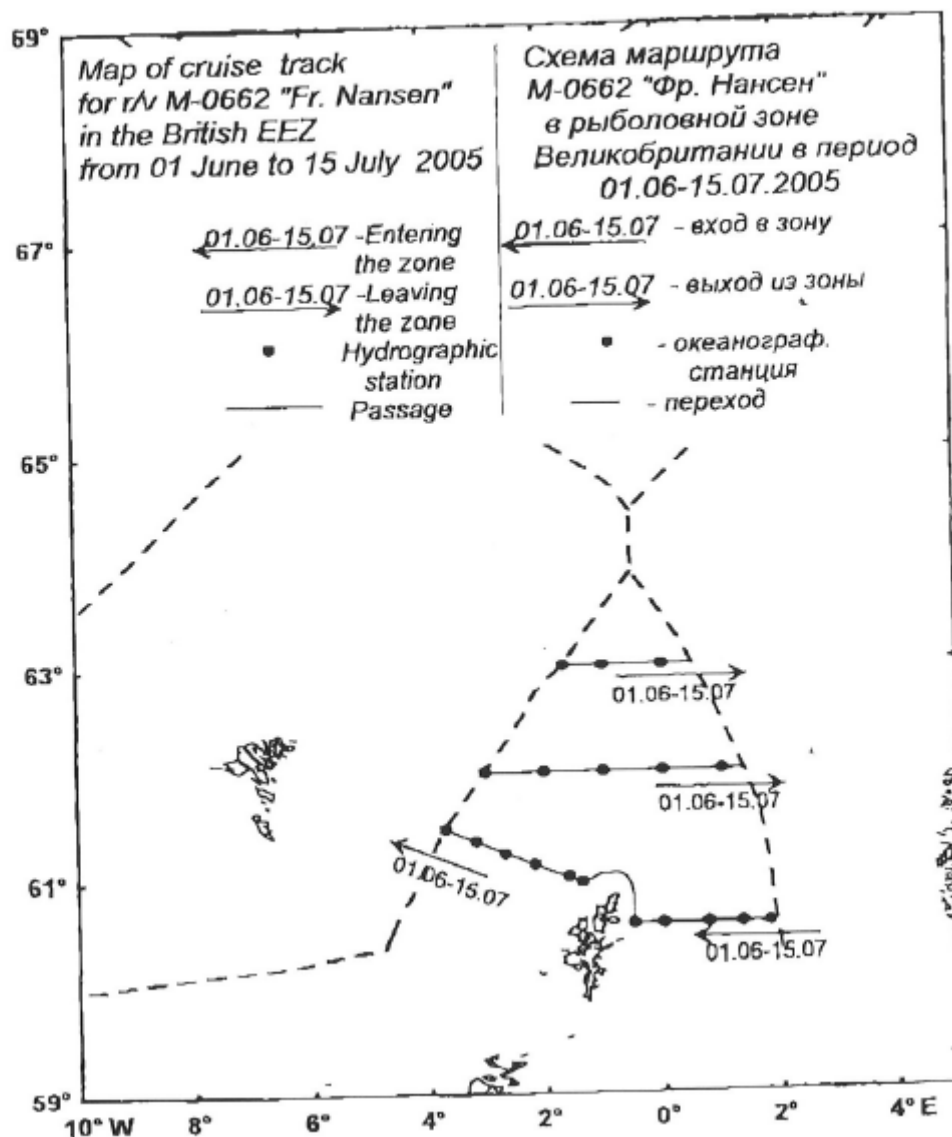 69°
Map of cruise track
for r/v M-0662 "Fr. Nansen"
in the British EEZ
from 01 June to 15 July 2005
01.06-15.07 -Entering
the zone
01.06-15.07 -Leaving
the zone
Hydrographic
station
Passage
Схема маршрута
М-0662 "Фр. Нансен"
в рыболовной зоне
Великобритании в период
01.06-15.07.2005
01.06-15.07 - вход в зону
01.06-15.07 - выход из зоны
- океанограф.
станция
- переход
67°
65°
63°
01.06-15.07
01.06-15.07
61°
01.06-15.07
01.06-15.07
59°
10° W
8°
6°
4°
2°
0°
2°
4° E